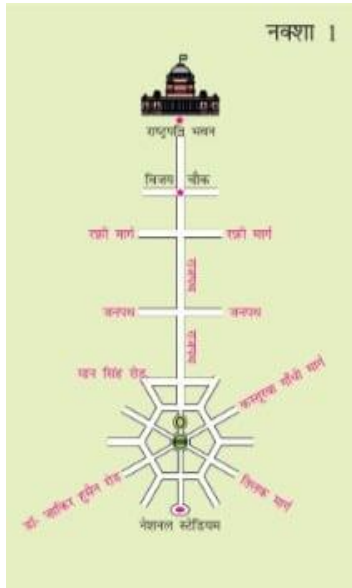 नक्शा 1
राष्ट्रपति भवन
विजय चौक
रफ़ी मार्ग रफ़ी मार्ग
राजपथ
जनपथ जनपथ
राजपथ
मान सिंह रोड
कस्तूरबा गाँधी मार्ग
डॉ॰ ज़ाकिर हुसैन रोड
तिलक मार्ग
नेशनल स्टेडियम